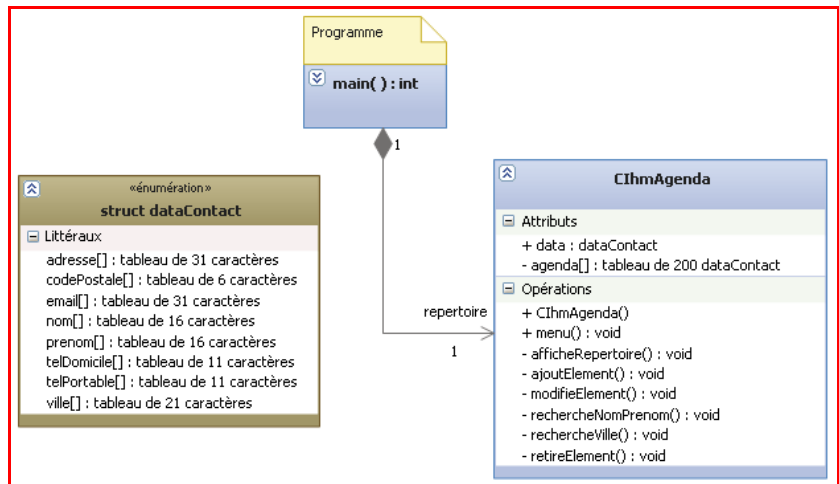 Programme
main( ) : int
1
«énumération»
struct dataContact
Littéraux
adresse[] : tableau de 31 caractères
codePostale[] : tableau de 6 caractères
email[] : tableau de 31 caractères
nom[] : tableau de 16 caractères
prenom[] : tableau de 16 caractères
telDomicile[] : tableau de 11 caractères
telPortable[] : tableau de 11 caractères
ville[] : tableau de 21 caractères
repertoire
1
CIhmAgenda
Attributs
+ data : dataContact
- agenda[] : tableau de 200 dataContact
Opérations
+ CIhmAgenda()
+ menu() : void
- afficheRepertoire() : void
- ajoutElement() : void
- modifieElement() : void
- rechercheNomPrenom() : void
- rechercheVille() : void
- retireElement() : void